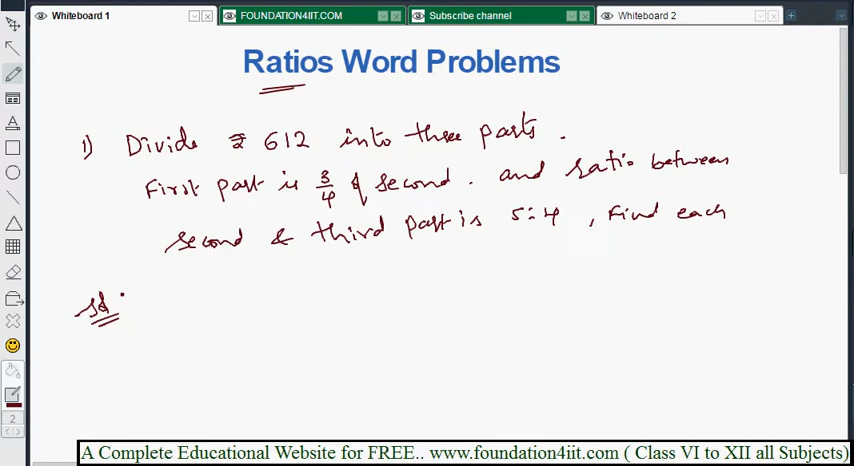 Whiteboard 1
FOUNDATION4IIT.COM
Subscribe channel
Whiteboard 2
Ratios Word Problems
1) Divide ₹ 612 into three parts.
First part is 3/4 of second. and ratio between
second & third part is 5:4, find each
Sol.
2
A Complete Educational Website for FREE.. www.foundation4iit.com ( Class VI to XII all Subjects)